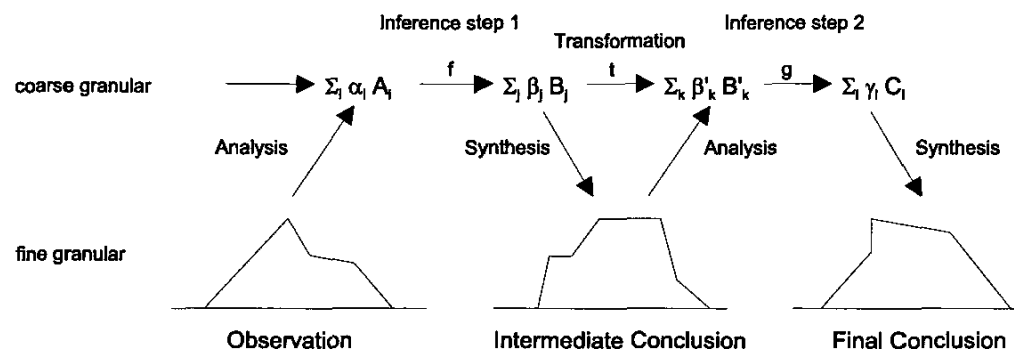 Inference step 1 Transformation Inference step 2
coarse granular Σᵢ αᵢ Aᵢ f Σⱼ βⱼ Bⱼ t Σₖ β'ₖ B'ₖ g Σₗ γₗ Cₗ
Analysis Synthesis Analysis Synthesis
fine granular
Observation Intermediate Conclusion Final Conclusion